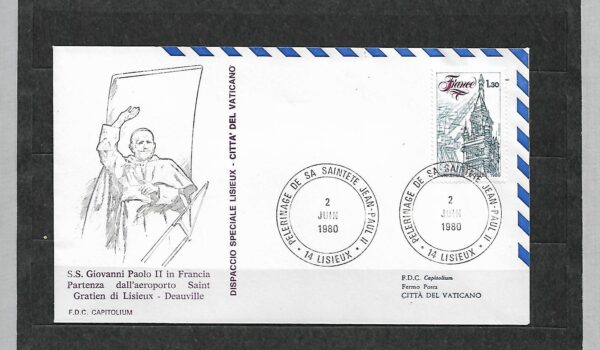 DISPACCIO SPECIALE LISIEUX - CITTA' DEL VATICANO
France
1.30
PELERINAGE DE SA SAINTETE JEAN-PAUL II
2
JUIN
1980
• 14 LISIEUX •
PELERINAGE DE SA SAINTETE JEAN-PAUL II
2
JUIN
1980
• 14 LISIEUX •
S.S. Giovanni Paolo II in Francia
Partenza dall'aeroporto Saint
Gratien di Lisieux - Deauville
F.D.C. CAPITOLIUM
F.D.C. Capitolium
Fermo Posta
CITTÀ DEL VATICANO